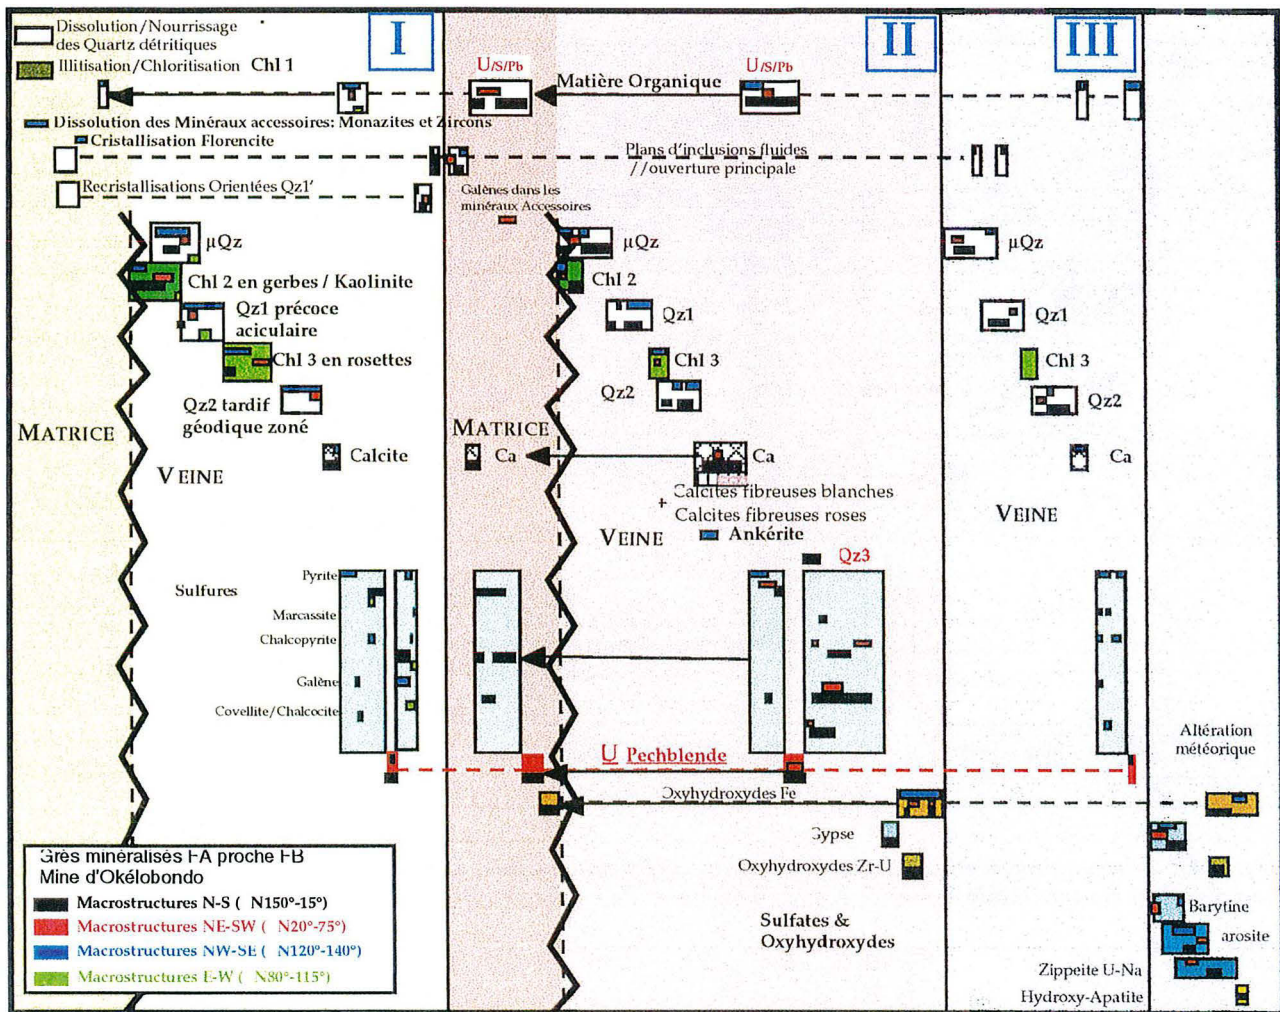 Dissolution/Nourrissage
des Quartz détritiques
Illitisation/Chloritisation Chl 1
I
II
III
U/S/Pb
Matière Organique
U/S/Pb
Dissolution des Minéraux accessoires: Monazites et Zircons
Cristallisation Florencite
Plans d'inclusions fluides
//ouverture principale
Recristallisations Orientées Qz1'
Galènes dans les
minéraux Accessoires
µQz
µQz
µQz
Chl 2 en gerbes / Kaolinite
Chl 2
Qz1 précoce
aciculaire
Qz1
Qz1
Chl 3 en rosettes
Chl 3
Chl 3
Qz2 tardif
géodique zoné
Qz2
Qz2
MATRICE
MATRICE
Calcite
Ca
Ca
Ca
VEINE
+ Calcites fibreuses blanches
Calcites fibreuses roses
VEINE
VEINE
Ankérite
Qz3
Sulfures
Pyrite
Marcassite
Chalcopyrite
Galène
Covellite/Chalcocite
Altération
météorique
U Pechblende
Oxyhydroxydes Fe
Gypse
Oxyhydroxydes Zr-U
Sulfates &
Oxyhydroxydes
Barytine
arosite
Zippeite U-Na
Hydroxy-Apatite
Grès minéralisés FA proche FB
Mine d'Okélobondo
Macrostructures N-S ( N150°-15°)
Macrostructures NE-SW ( N20°-75°)
Macrostructures NW-SE ( N120°-140°)
Macrostructures E-W ( N80°-115°)